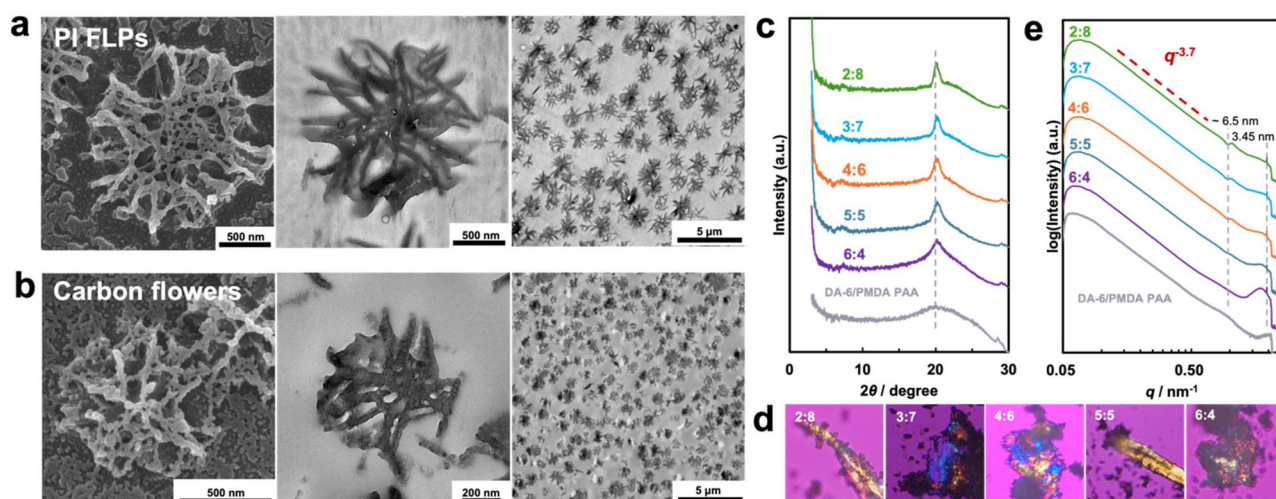 a
PI FLPs
500 nm
500 nm
5 µm
b
Carbon flowers
500 nm
200 nm
5 µm
c
Intensity (a.u.)
2:8
3:7
4:6
5:5
6:4
DA-6/PMDA PAA
0 10 20 30
2θ / degree
e
log(Intensity) (a.u.)
2:8
3:7
4:6
5:5
6:4
q-3.7
~ 6.5 nm
3.45 nm
DA-6/PMDA PAA
0.05 0.50
q / nm-1
d
2:8
3:7
4:6
5:5
6:4